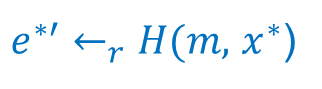 e*′ ←ᵣ H(m, x*)